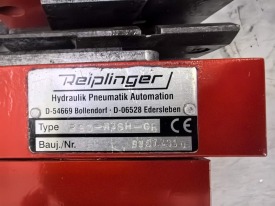 Reiplinger
Hydraulik Pneumatik Automation
D-54669 Bollendorf · D-06528 Edersleben
Type CE
Bauj./Nr.